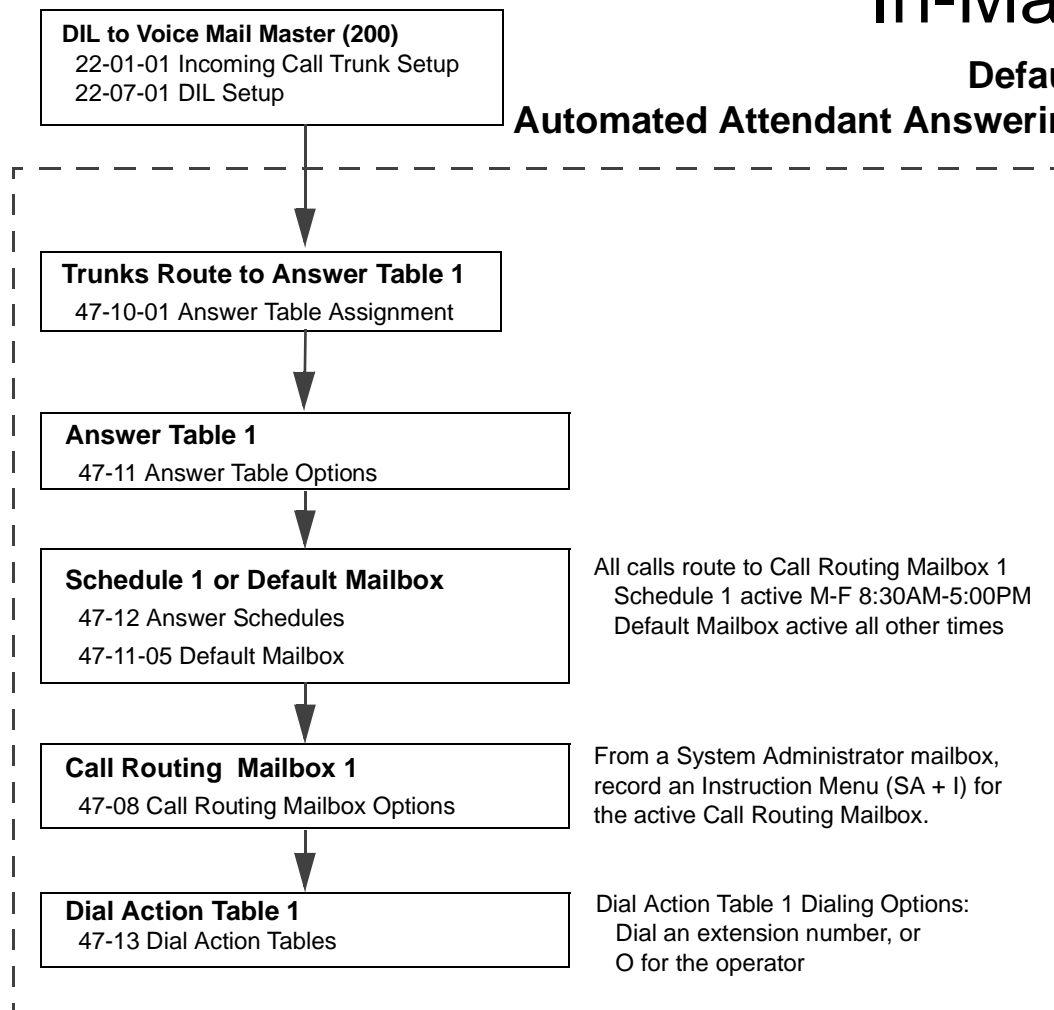 In-Ma
Defau
Automated Attendant Answerin
DIL to Voice Mail Master (200)
22-01-01 Incoming Call Trunk Setup
22-07-01 DIL Setup
Trunks Route to Answer Table 1
47-10-01 Answer Table Assignment
Answer Table 1
47-11 Answer Table Options
Schedule 1 or Default Mailbox
47-12 Answer Schedules
47-11-05 Default Mailbox
All calls route to Call Routing Mailbox 1
Schedule 1 active M-F 8:30AM-5:00PM
Default Mailbox active all other times
Call Routing Mailbox 1
47-08 Call Routing Mailbox Options
From a System Administrator mailbox,
record an Instruction Menu (SA + I) for
the active Call Routing Mailbox.
Dial Action Table 1
47-13 Dial Action Tables
Dial Action Table 1 Dialing Options:
Dial an extension number, or
O for the operator